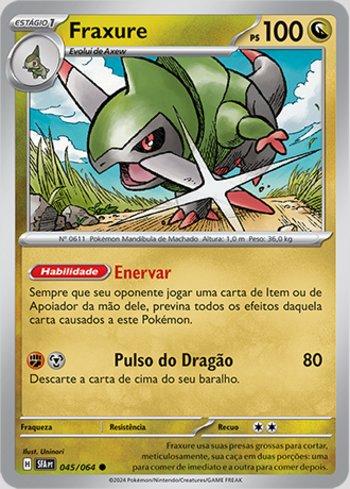 ESTÁGIO 1
Fraxure
PS 100
Evolui de Axew
Nº 0611 Pokémon Mandíbula de Machado Altura: 1,0 m Peso: 36,0 kg
Habilidade Enervar
Sempre que seu oponente jogar uma carta de Item ou de
Apoiador da mão dele, previna todos os efeitos daquela
carta causados a este Pokémon.
Pulso do Dragão 80
Descarte a carta de cima do seu baralho.
Fraqueza Resistência Recuo
Ilust. Uninori
H SFA PT 045/064
Fraxure usa suas presas grossas para cortar,
meticulosamente, sua caça em duas porções: uma
para comer de imediato e a outra para comer depois.
©2024 Pokémon/Nintendo/Creatures/GAME FREAK